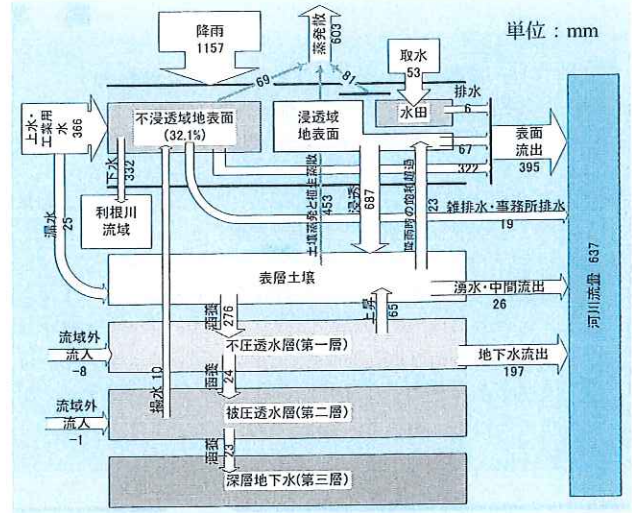 単位：mm
降雨
1157
蒸発散
603
取水
53
69
81
排水
6
上水・
工業用
水
366
不浸透域地表面
(32.1%)
浸透域
地表面
水田
表面
流出
395
67
322
下水
332
利根川
流域
漏水
25
土壌蒸発と植生蒸散
453
浸透
687
降雨時の飽和超過
23
雑排水・事務所排水
19
河川流量 637
表層土壌
湧水・中間流出
26
涵養
276
上昇
65
不圧透水層(第一層)
流域外
流入
-8
地下水流出
197
揚水 10
涵養
24
流域外
流入
-1
被圧透水層(第二層)
涵養
23
深層地下水(第三層)